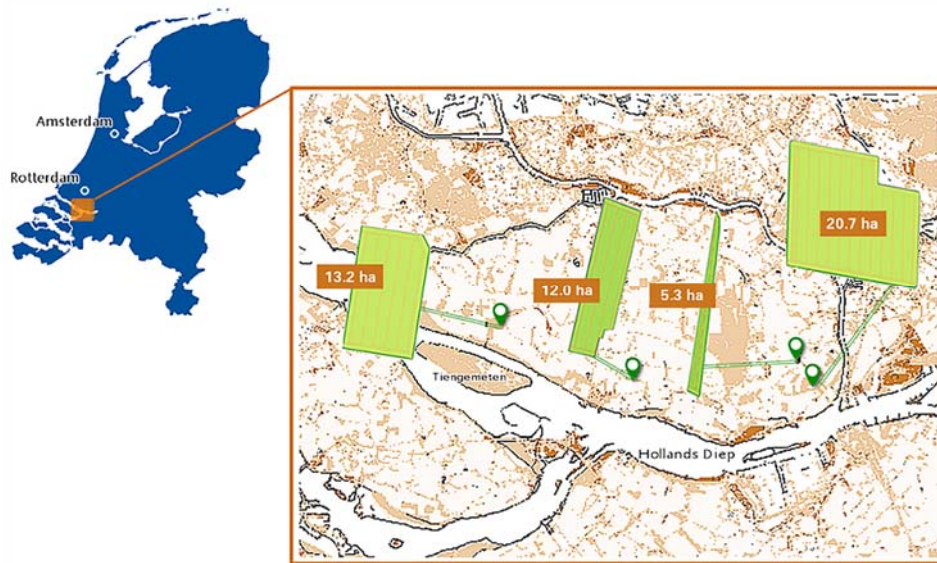 Amsterdam
Rotterdam
13.2 ha
12.0 ha
5.3 ha
20.7 ha
Tiengemeten
Hollands Diep